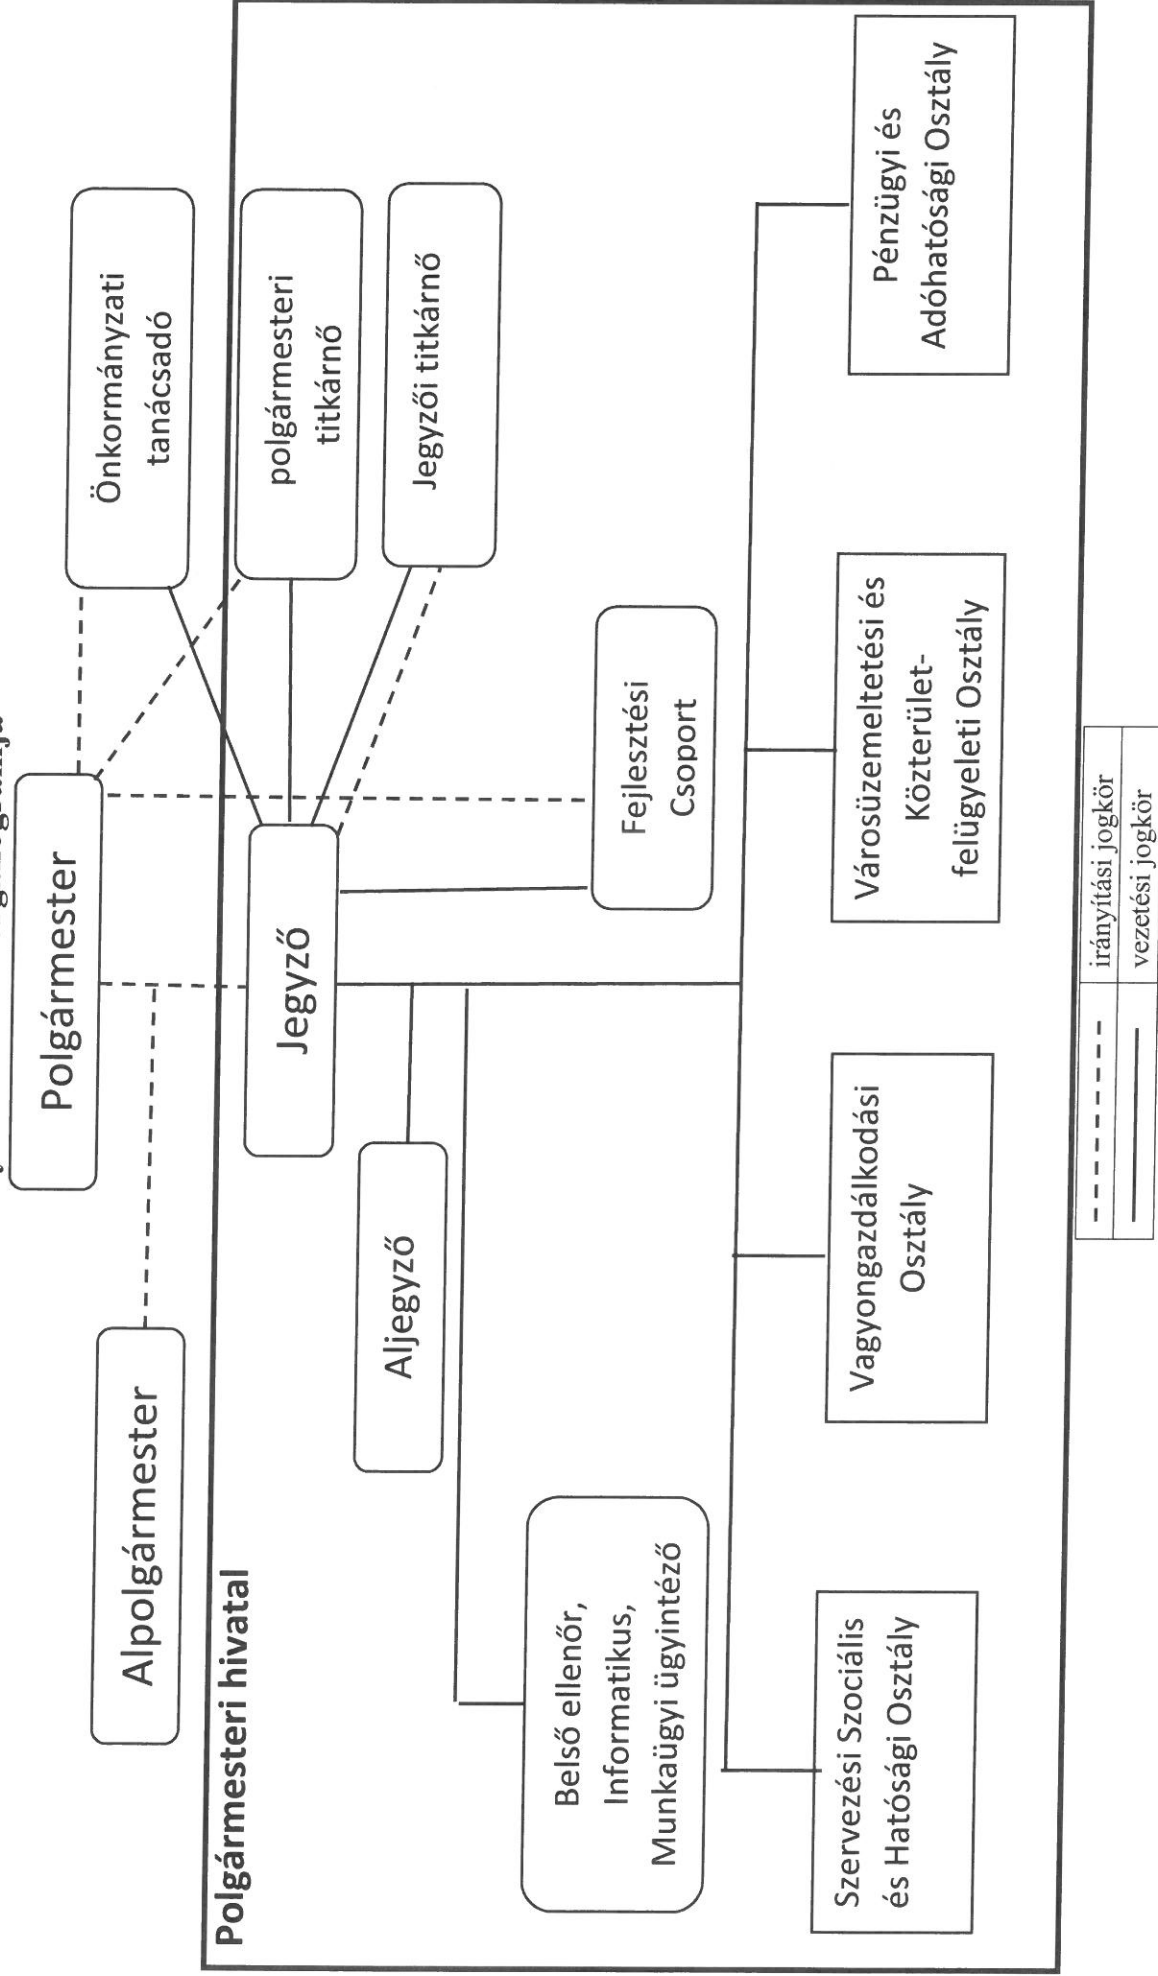 Polgármester
Alpolgármester
Önkormányzati
tanácsadó
Polgármesteri hivatal
Jegyző
polgármesteri
titkárnő
Jegyzői titkárnő
Aljegyző
Fejlesztési
Csoport
Belső ellenőr,
Informatikus,
Munkaügyi ügyintéző
Szervezési Szociális
és Hatósági Osztály
Vagyongazdálkodási
Osztály
Városüzemeltetési és
Közterület-
felügyeleti Osztály
Pénzügyi és
Adóhatósági Osztály
irányítási jogkör
vezetési jogkör